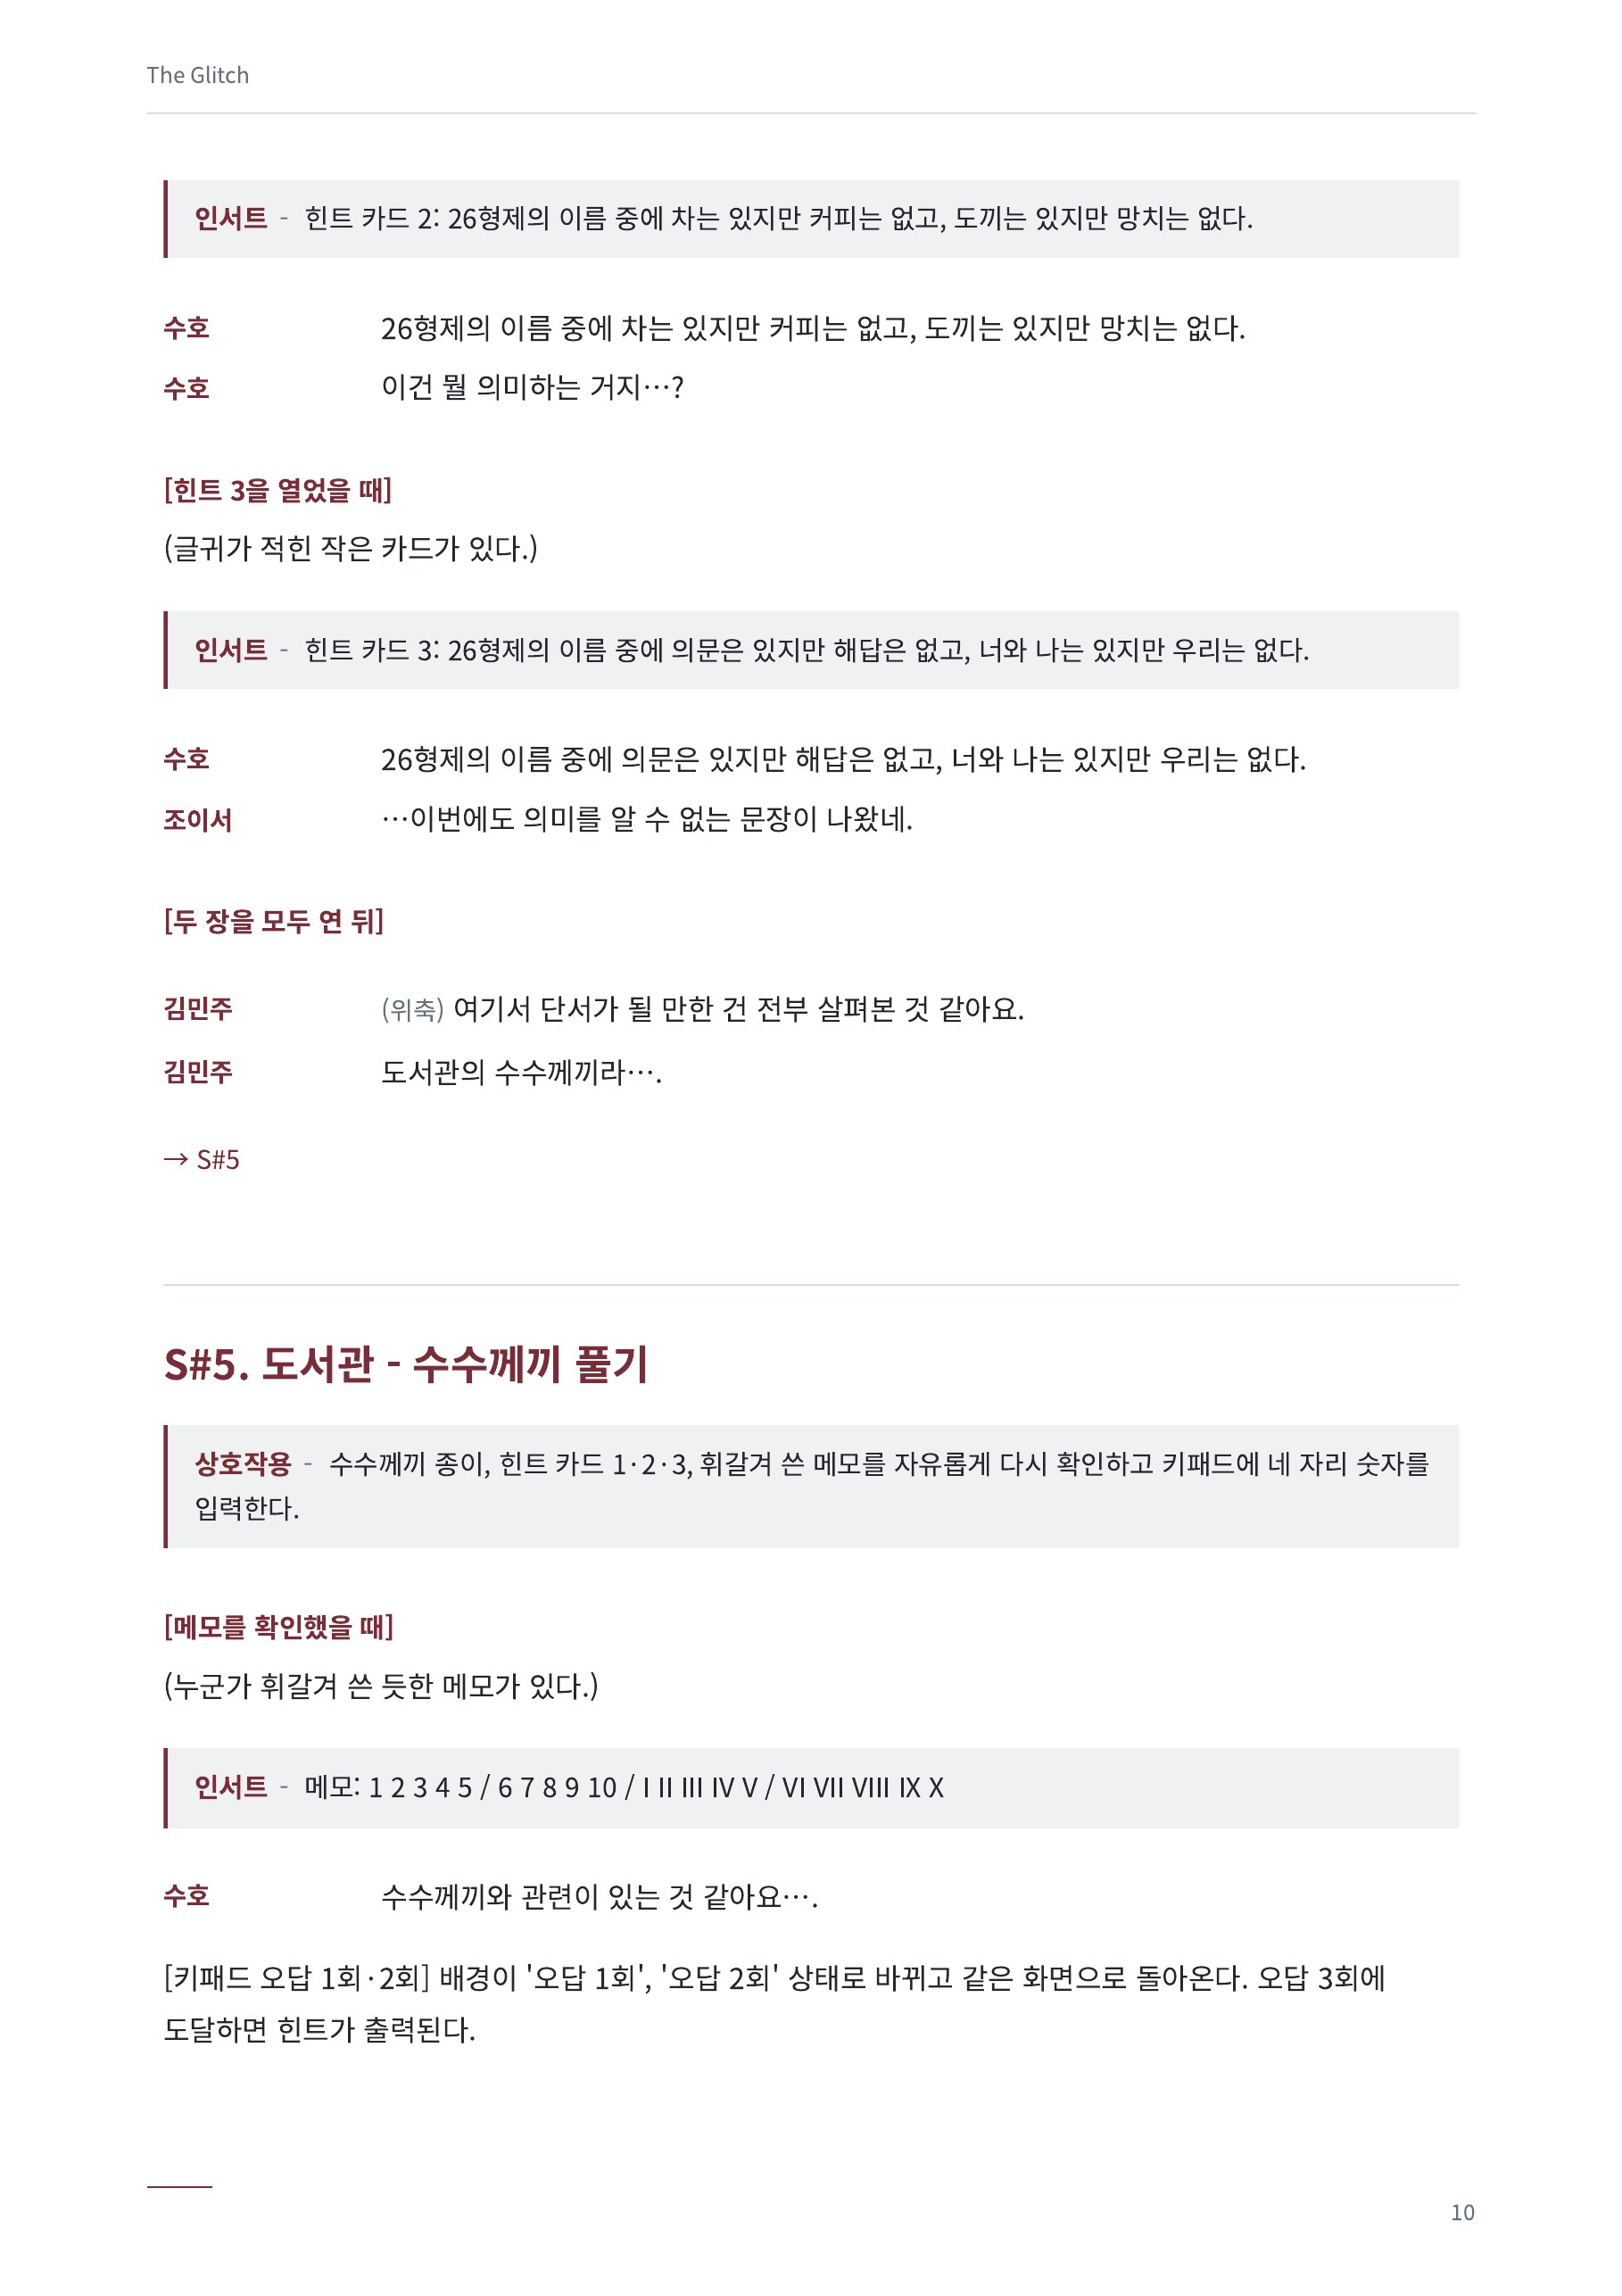 The Glitch
인서트 - 힌트 카드 2: 26형제의 이름 중에 차는 있지만 커피는 없고, 도끼는 있지만 망치는 없다.
수호 26형제의 이름 중에 차는 있지만 커피는 없고, 도끼는 있지만 망치는 없다.
수호 이건 뭘 의미하는 거지…?
[힌트 3을 열었을 때]
(글귀가 적힌 작은 카드가 있다.)
인서트 - 힌트 카드 3: 26형제의 이름 중에 의문은 있지만 해답은 없고, 너와 나는 있지만 우리는 없다.
수호 26형제의 이름 중에 의문은 있지만 해답은 없고, 너와 나는 있지만 우리는 없다.
조이서 …이번에도 의미를 알 수 없는 문장이 나왔네.
[두 장을 모두 연 뒤]
김민주 (위축) 여기서 단서가 될 만한 건 전부 살펴본 것 같아요.
김민주 도서관의 수수께끼라….
→ S#5
S#5. 도서관 - 수수께끼 풀기
상호작용 - 수수께끼 종이, 힌트 카드 1·2·3, 휘갈겨 쓴 메모를 자유롭게 다시 확인하고 키패드에 네 자리 숫자를
입력한다.
[메모를 확인했을 때]
(누군가 휘갈겨 쓴 듯한 메모가 있다.)
인서트 - 메모: 1 2 3 4 5 / 6 7 8 9 10 / I II III IV V / VI VII VIII IX X
수호 수수께끼와 관련이 있는 것 같아요….
[키패드 오답 1회·2회] 배경이 '오답 1회', '오답 2회' 상태로 바뀌고 같은 화면으로 돌아온다. 오답 3회에
도달하면 힌트가 출력된다.
10